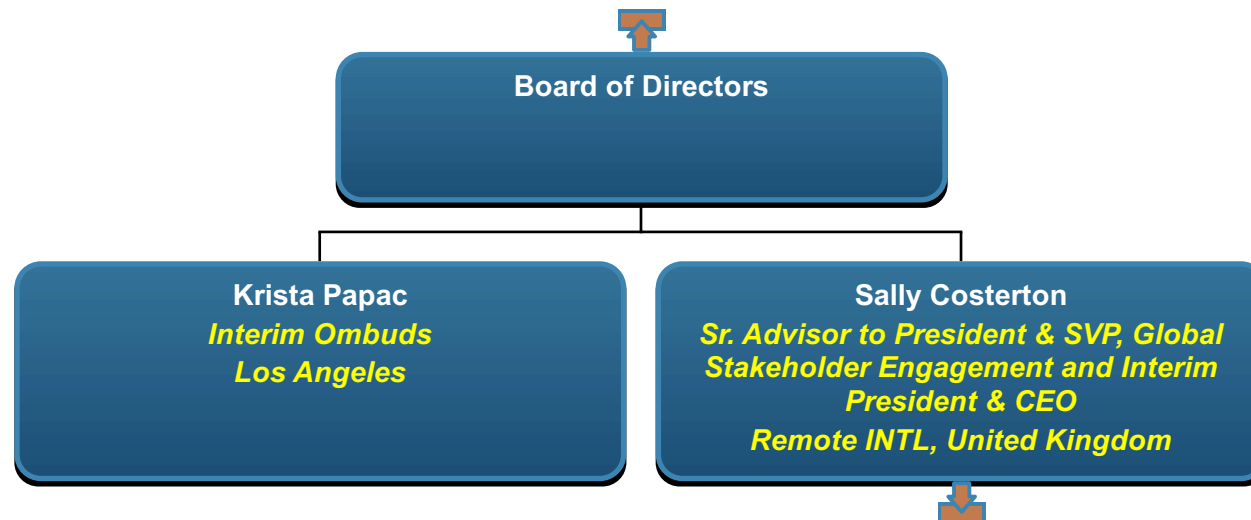 Board of Directors
Krista Papac
Interim Ombuds
Los Angeles
Sally Costerton
Sr. Advisor to President & SVP, Global
Stakeholder Engagement and Interim
President & CEO
Remote INTL, United Kingdom